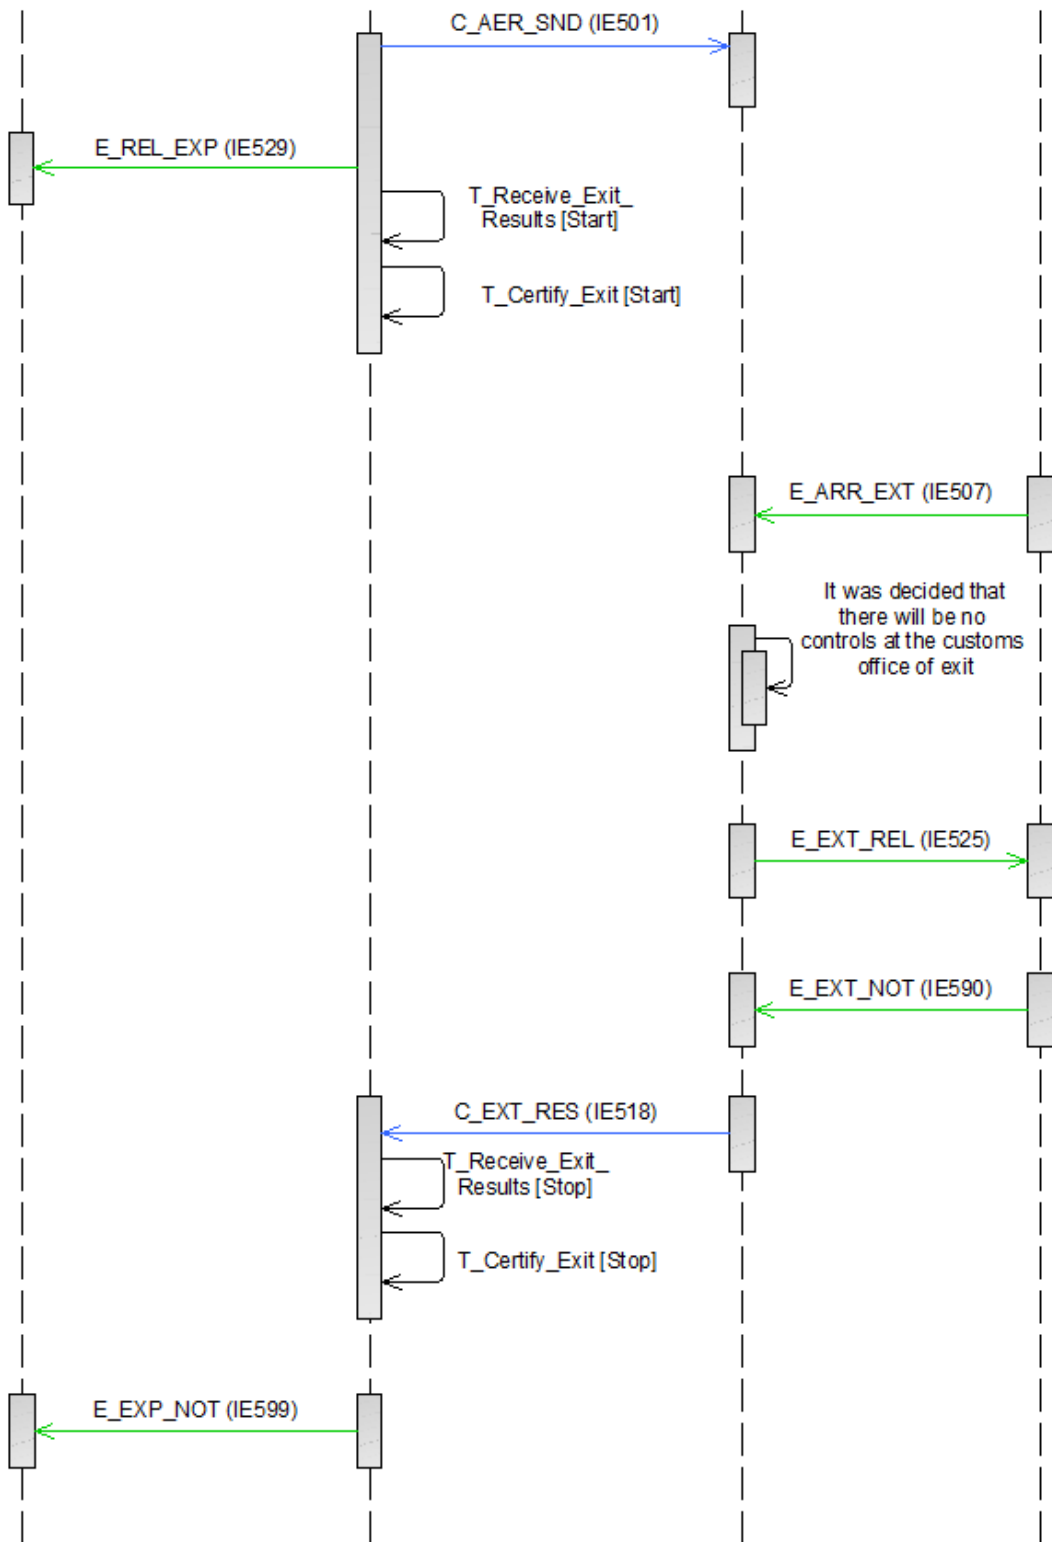 C_AER_SND (IE501)
E_REL_EXP (IE529)
T_Receive_Exit_
Results [Start]
T_Certify_Exit [Start]
E_ARR_EXT (IE507)
It was decided that
there will be no
controls at the customs
office of exit
E_EXT_REL (IE525)
E_EXT_NOT (IE590)
C_EXT_RES (IE518)
T_Receive_Exit_
Results [Stop]
T_Certify_Exit [Stop]
E_EXP_NOT (IE599)